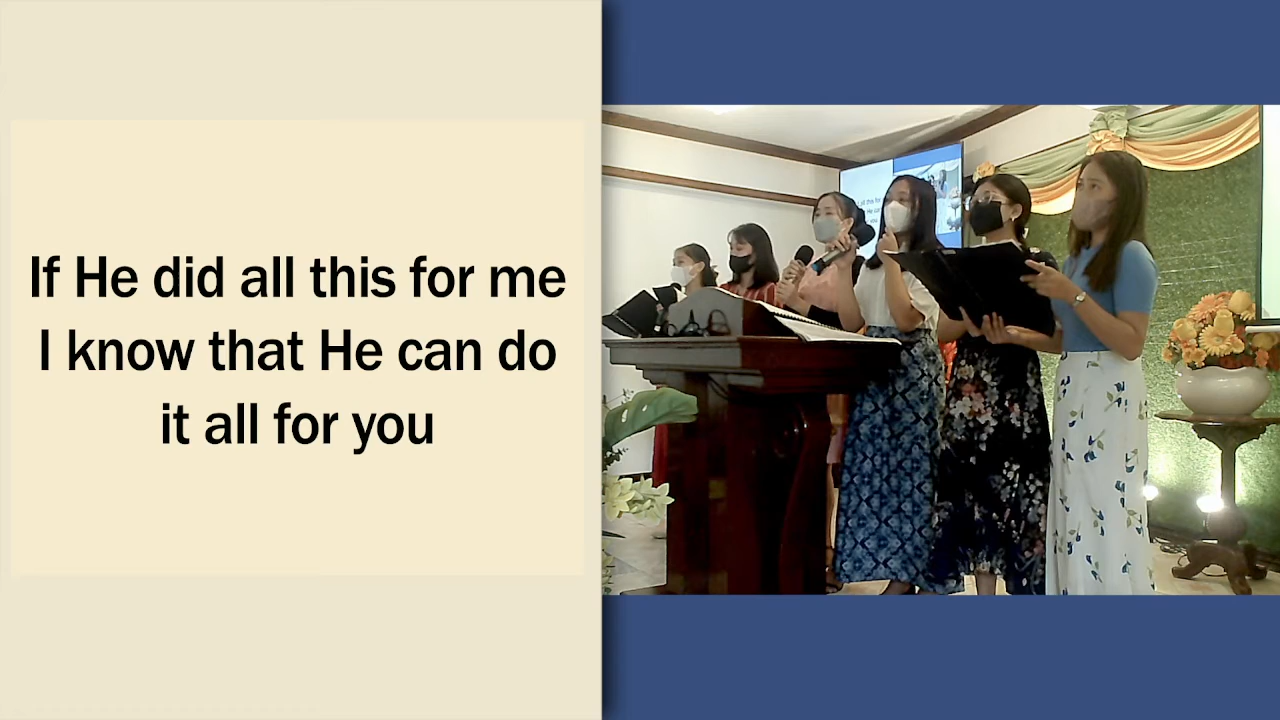 If He did all this for me
I know that He can do
it all for you